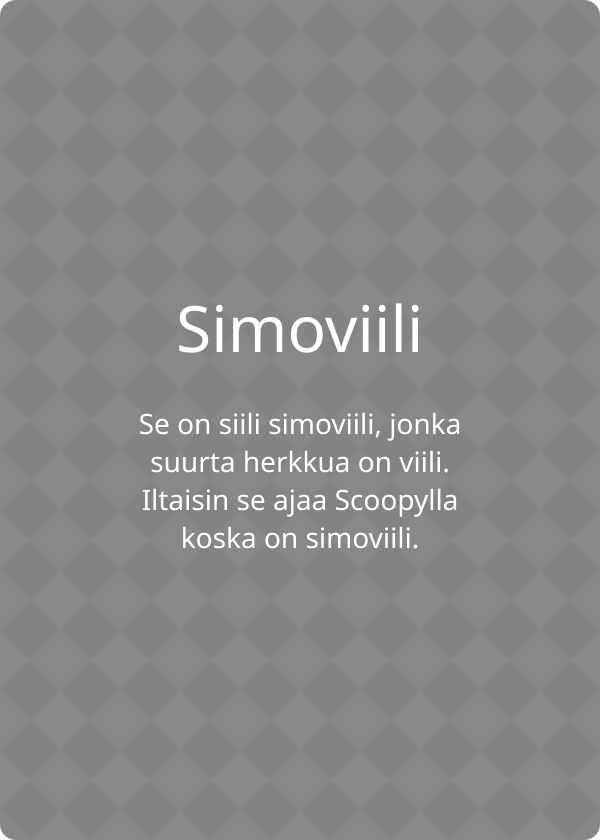 Simoviili
Se on siili simoviili, jonka
suurta herkkua on viili.
Iltaisin se ajaa Scoopylla
koska on simoviili.